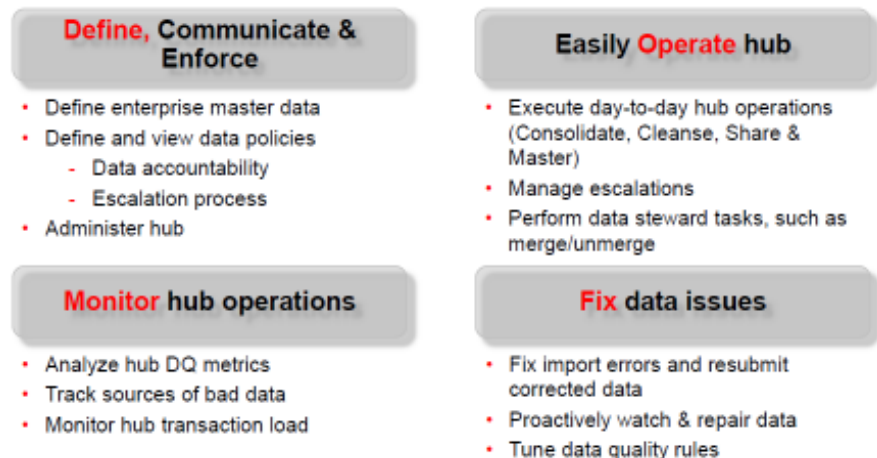 Define, Communicate &
Enforce
• Define enterprise master data
• Define and view data policies
- Data accountability
- Escalation process
• Administer hub
Easily Operate hub
• Execute day-to-day hub operations
(Consolidate, Cleanse, Share &
Master)
• Manage escalations
• Perform data steward tasks, such as
merge/unmerge
Monitor hub operations
• Analyze hub DQ metrics
• Track sources of bad data
• Monitor hub transaction load
Fix data issues
• Fix import errors and resubmit
corrected data
• Proactively watch & repair data
• Tune data quality rules